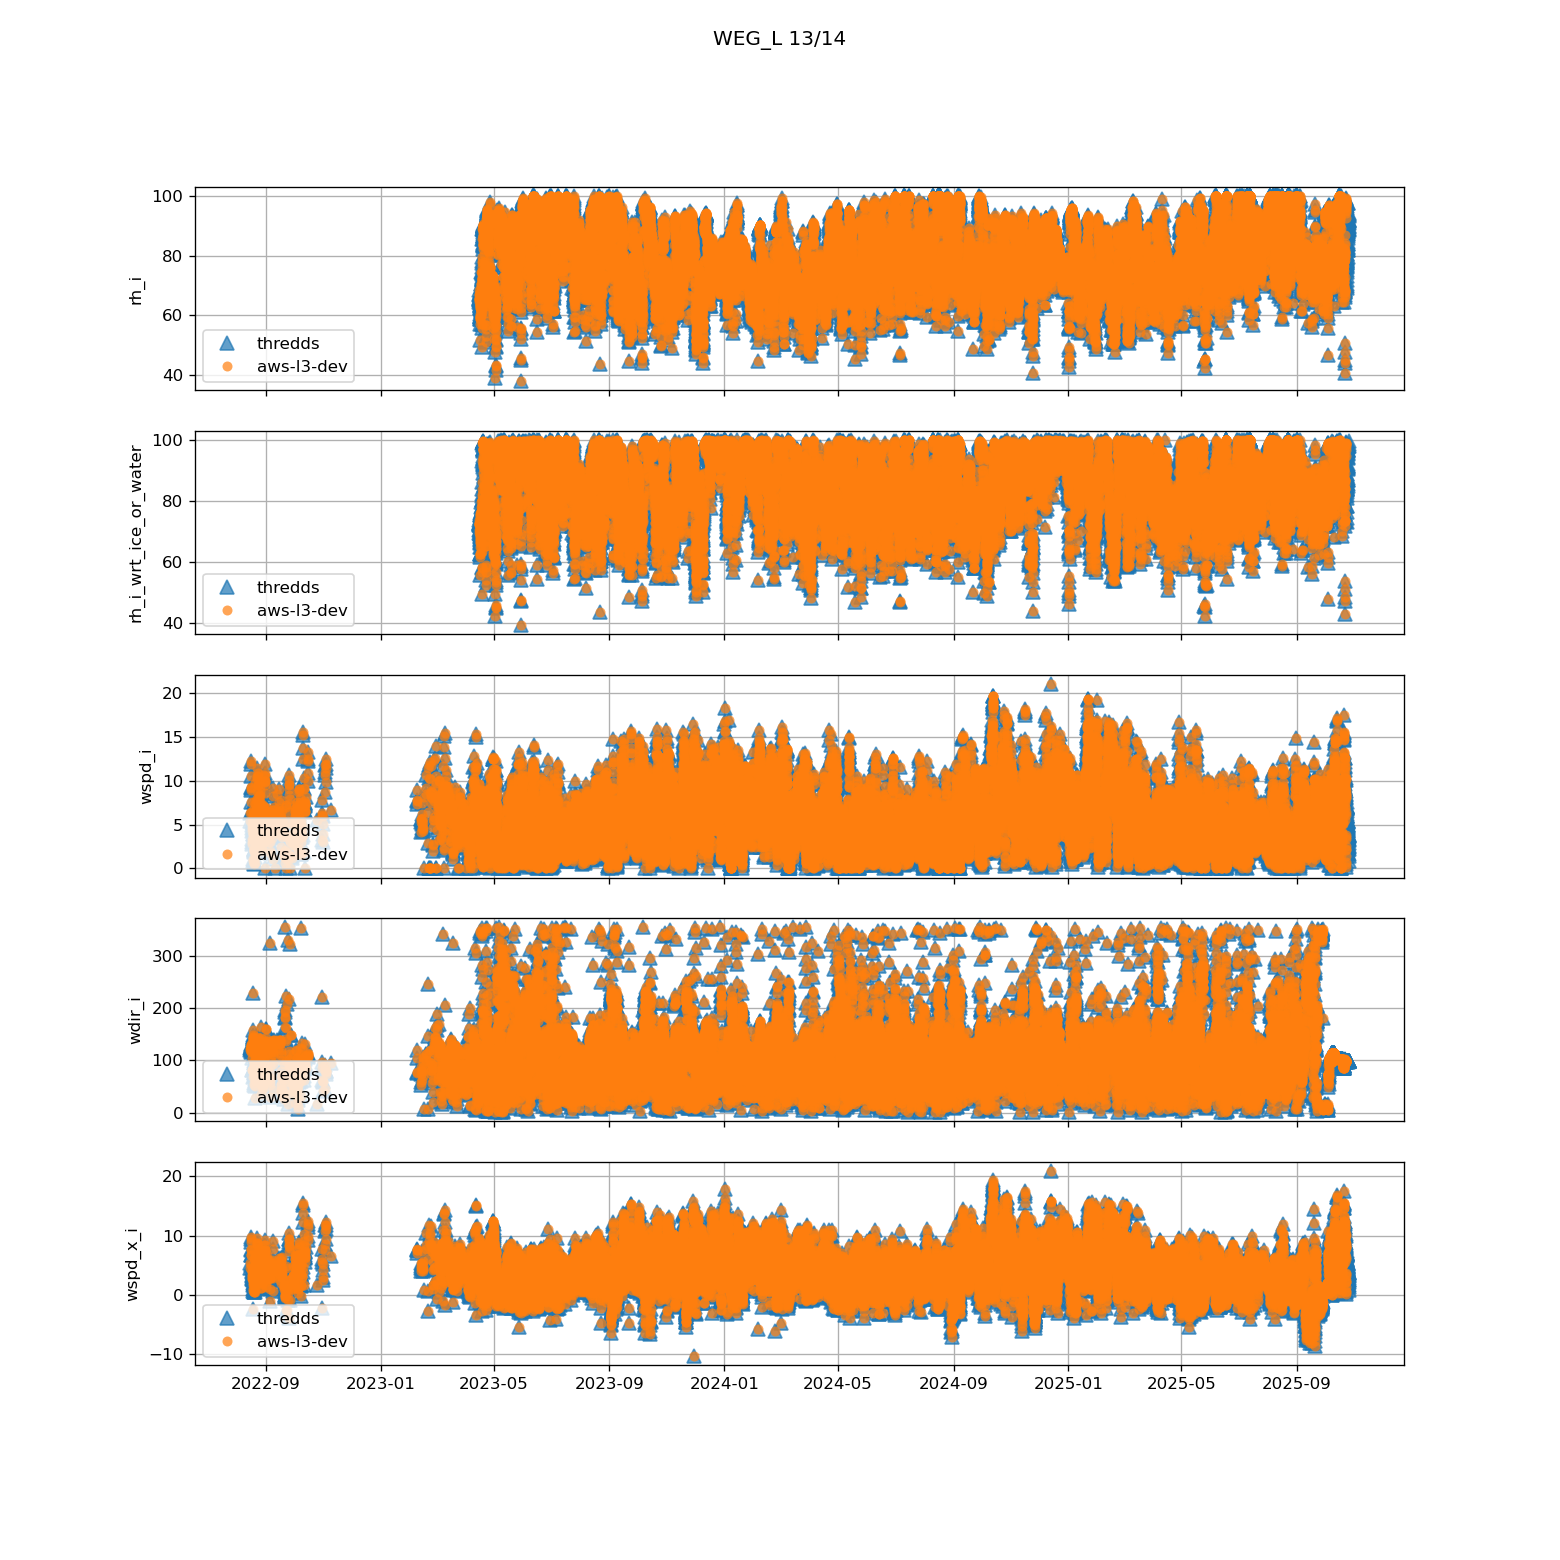 WEG_L 13/14
100
80
60
40
rh_i
thredds
aws-l3-dev
100
80
60
40
rh_i_wrt_ice_or_water
thredds
aws-l3-dev
20
15
10
5
0
wspd_i
thredds
aws-l3-dev
300
200
100
0
wdir_i
thredds
aws-l3-dev
20
10
0
−10
wspd_x_i
thredds
aws-l3-dev
2022-09 2023-01 2023-05 2023-09 2024-01 2024-05 2024-09 2025-01 2025-05 2025-09